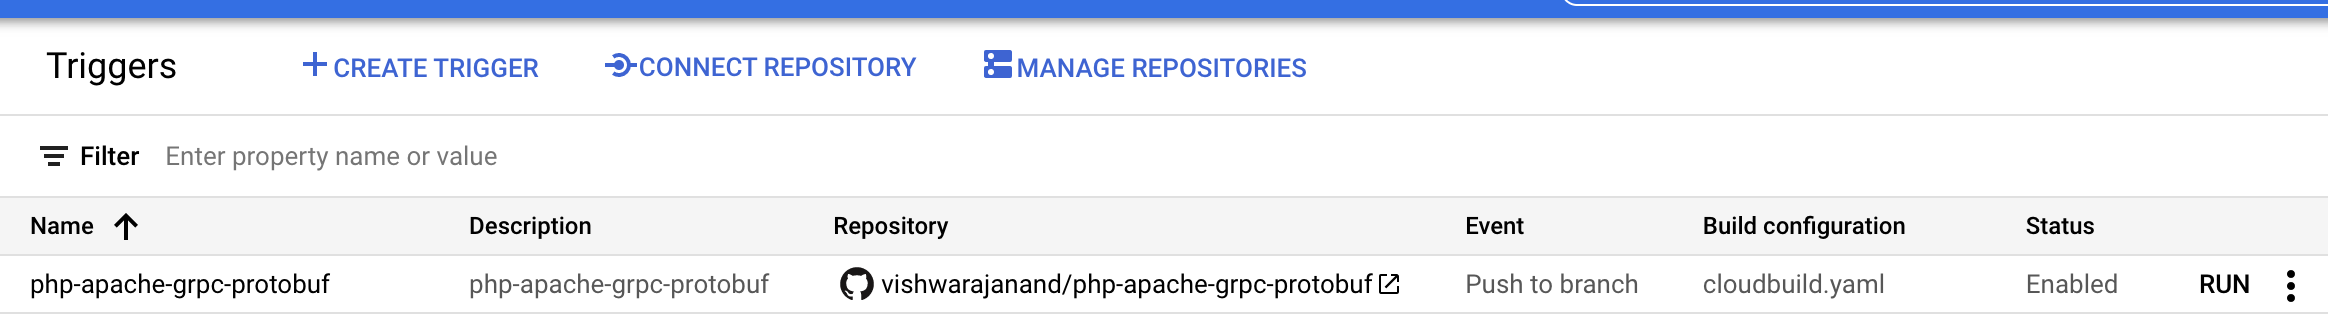 Triggers CREATE TRIGGER CONNECT REPOSITORY MANAGE REPOSITORIES
Filter Enter property name or value
Name Description Repository Event Build configuration Status
php-apache-grpc-protobuf php-apache-grpc-protobuf vishwarajanand/php-apache-grpc-protobuf Push to branch cloudbuild.yaml Enabled RUN